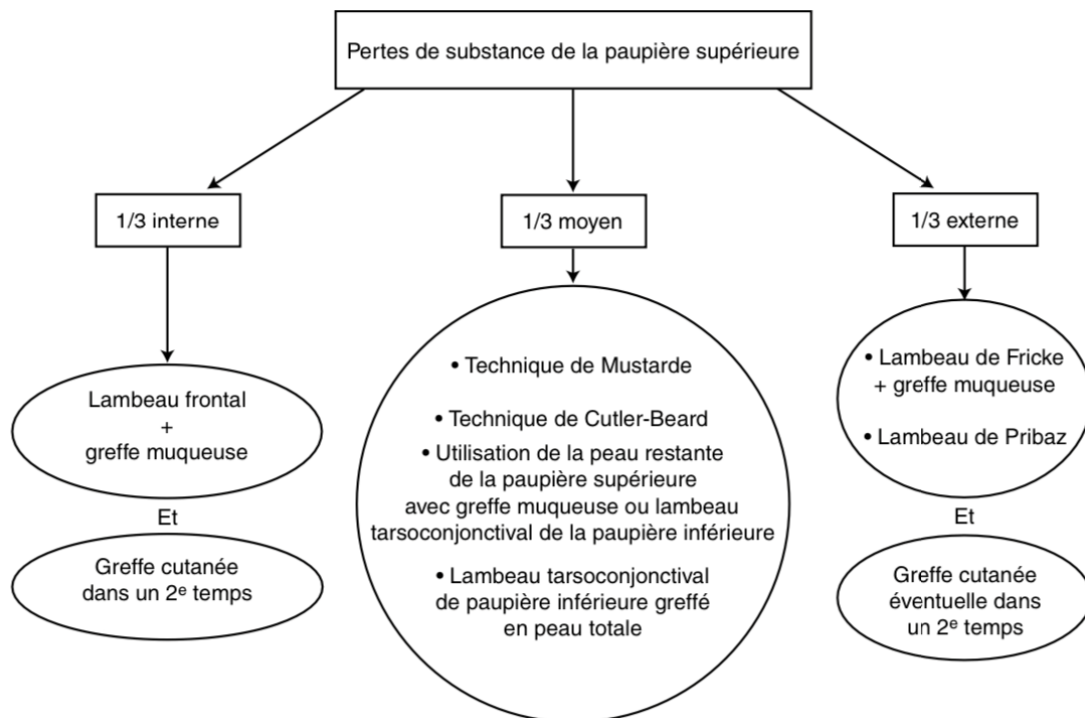 Pertes de substance de la paupière supérieure
1/3 interne
1/3 moyen
1/3 externe
Lambeau frontal
+
greffe muqueuse
Et
Greffe cutanée
dans un 2e temps
• Technique de Mustarde
• Technique de Cutler-Beard
• Utilisation de la peau restante
de la paupière supérieure
avec greffe muqueuse ou lambeau
tarsoconjonctival de la paupière inférieure
• Lambeau tarsoconjonctival
de paupière inférieure greffé
en peau totale
• Lambeau de Fricke
+ greffe muqueuse
• Lambeau de Pribaz
Et
Greffe cutanée
éventuelle dans
un 2e temps